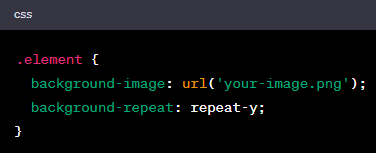 css
.element {
  background-image: url('your-image.png');
  background-repeat: repeat-y;
}